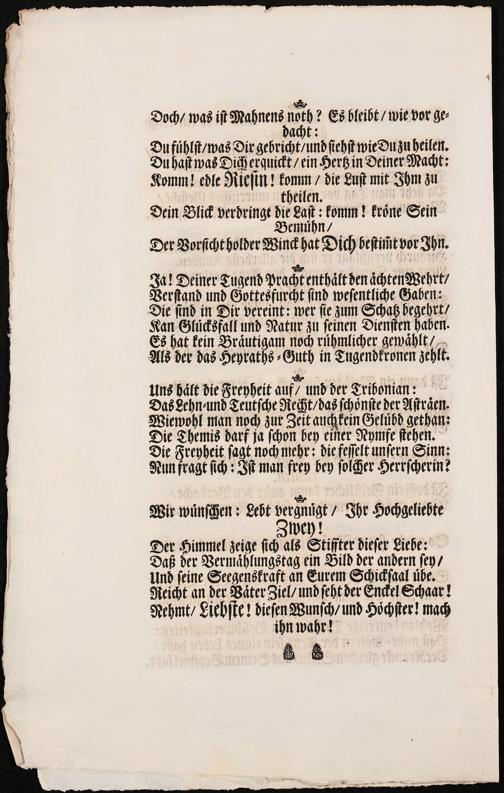 Doch/ was ist Mahnens noth? Es bleibt/ wie vor ge-
dacht:
Du fühlst/ was Dir gebricht/ und siehst wie Du zu heilen.
Du hast was Dich erquickt/ ein Hertz in Deiner Macht:
Komm! edle Riesin! komm/ die Lust mit Ihm zu
theilen.
Dein Blick verdringt die Last: komm! kröne Sein
Bemühn/
Der Vorsicht holder Winck hat Dich bestim̃t vor Ihn.
Ja! Deiner Tugend Pracht enthält den ächten Wehrt/
Verstand und Gottesfurcht sind wesentliche Gaben:
Die sind in Dir vereint: wer sie zum Schatz begehrt/
Kan Glücksfall und Natur zu seinen Diensten haben.
Es hat kein Bräutigam noch rühmlicher gewählt/
Als der das Heyraths-Guth in Tugendkronen zehlt.
Uns hält die Freyheit auf/ und der Tribonian:
Das Lehn- und Teutsche Recht/ das schönste der Asträen.
Wiewohl man noch zur Zeit auch kein Gelübd gethan:
Die Themis darf ja schon bey einer Nymfe stehen.
Die Freyheit sagt noch mehr: die fesselt unsern Sinn:
Nun fragt sich: Ist man frey bey solcher Herrscherin?
Wir wünschen: Lebt vergnügt/ Ihr Hochgeliebte
Zwey!
Der Himmel zeige sich als Stiffter dieser Liebe:
Daß der Vermählungstag ein Bild der andern sey/
Und seine Seegenskraft an Eurem Schicksaal übe.
Reicht an der Väter Ziel/ und seht der Enckel Schaar!
Nehmt/ Liebste! diesen Wunsch/ und Höchster! mach
ihn wahr!